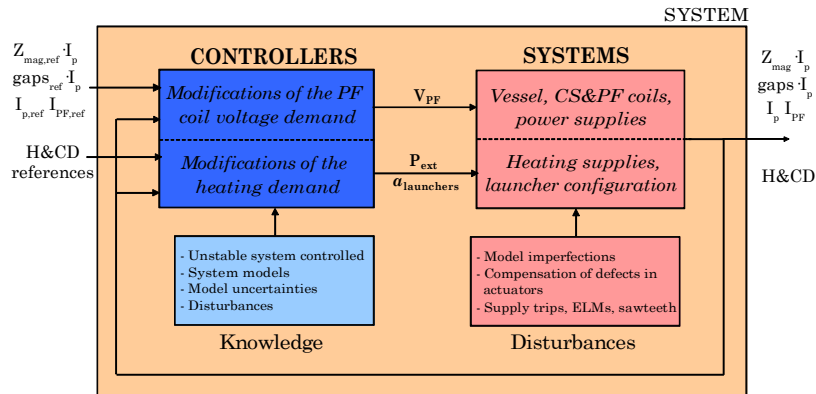 SYSTEM
CONTROLLERS
SYSTEMS
Z_mag,ref · I_p
gaps_ref · I_p
I_p,ref I_PF,ref
H&CD
references
Modifications of the PF
coil voltage demand
Modifications of the
heating demand
V_PF
P_ext
a_launchers
Vessel, CS&PF coils,
power supplies
Heating supplies,
launcher configuration
Z_mag · I_p
gaps · I_p
I_p I_PF
H&CD
- Unstable system controlled
- System models
- Model uncertainties
- Disturbances
Knowledge
- Model imperfections
- Compensation of defects in
actuators
- Supply trips, ELMs, sawteeth
Disturbances